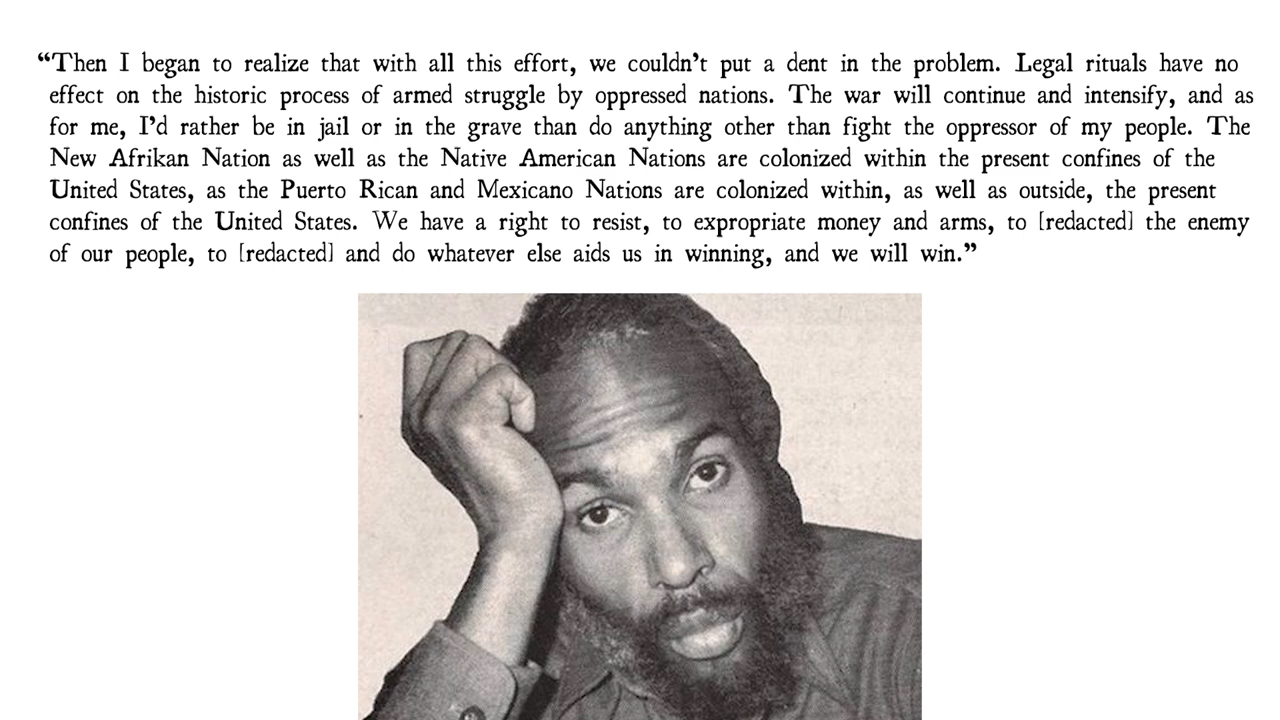 “Then I began to realize that with all this effort, we couldn’t put a dent in the problem. Legal rituals have no
effect on the historic process of armed struggle by oppressed nations. The war will continue and intensify, and as
for me, I’d rather be in jail or in the grave than do anything other than fight the oppressor of my people. The
New Afrikan Nation as well as the Native American Nations are colonized within the present confines of the
United States, as the Puerto Rican and Mexicano Nations are colonized within, as well as outside, the present
confines of the United States. We have a right to resist, to expropriate money and arms, to [redacted] the enemy
of our people, to [redacted] and do whatever else aids us in winning, and we will win.”